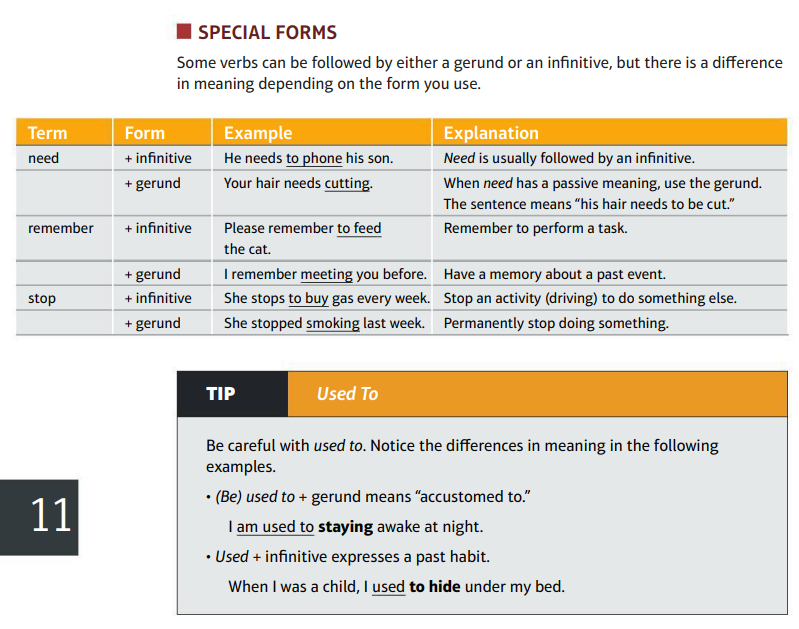 SPECIAL FORMS
Some verbs can be followed by either a gerund or an infinitive, but there is a difference
in meaning depending on the form you use.
Term Form Example Explanation
need + infinitive He needs to phone his son. Need is usually followed by an infinitive.
+ gerund Your hair needs cutting. When need has a passive meaning, use the gerund.
The sentence means “his hair needs to be cut.”
remember + infinitive Please remember to feed Remember to perform a task.
the cat.
+ gerund I remember meeting you before. Have a memory about a past event.
stop + infinitive She stops to buy gas every week. Stop an activity (driving) to do something else.
+ gerund She stopped smoking last week. Permanently stop doing something.
TIP Used To
Be careful with used to. Notice the differences in meaning in the following
examples.
• (Be) used to + gerund means “accustomed to.”
I am used to staying awake at night.
• Used + infinitive expresses a past habit.
When I was a child, I used to hide under my bed.
11